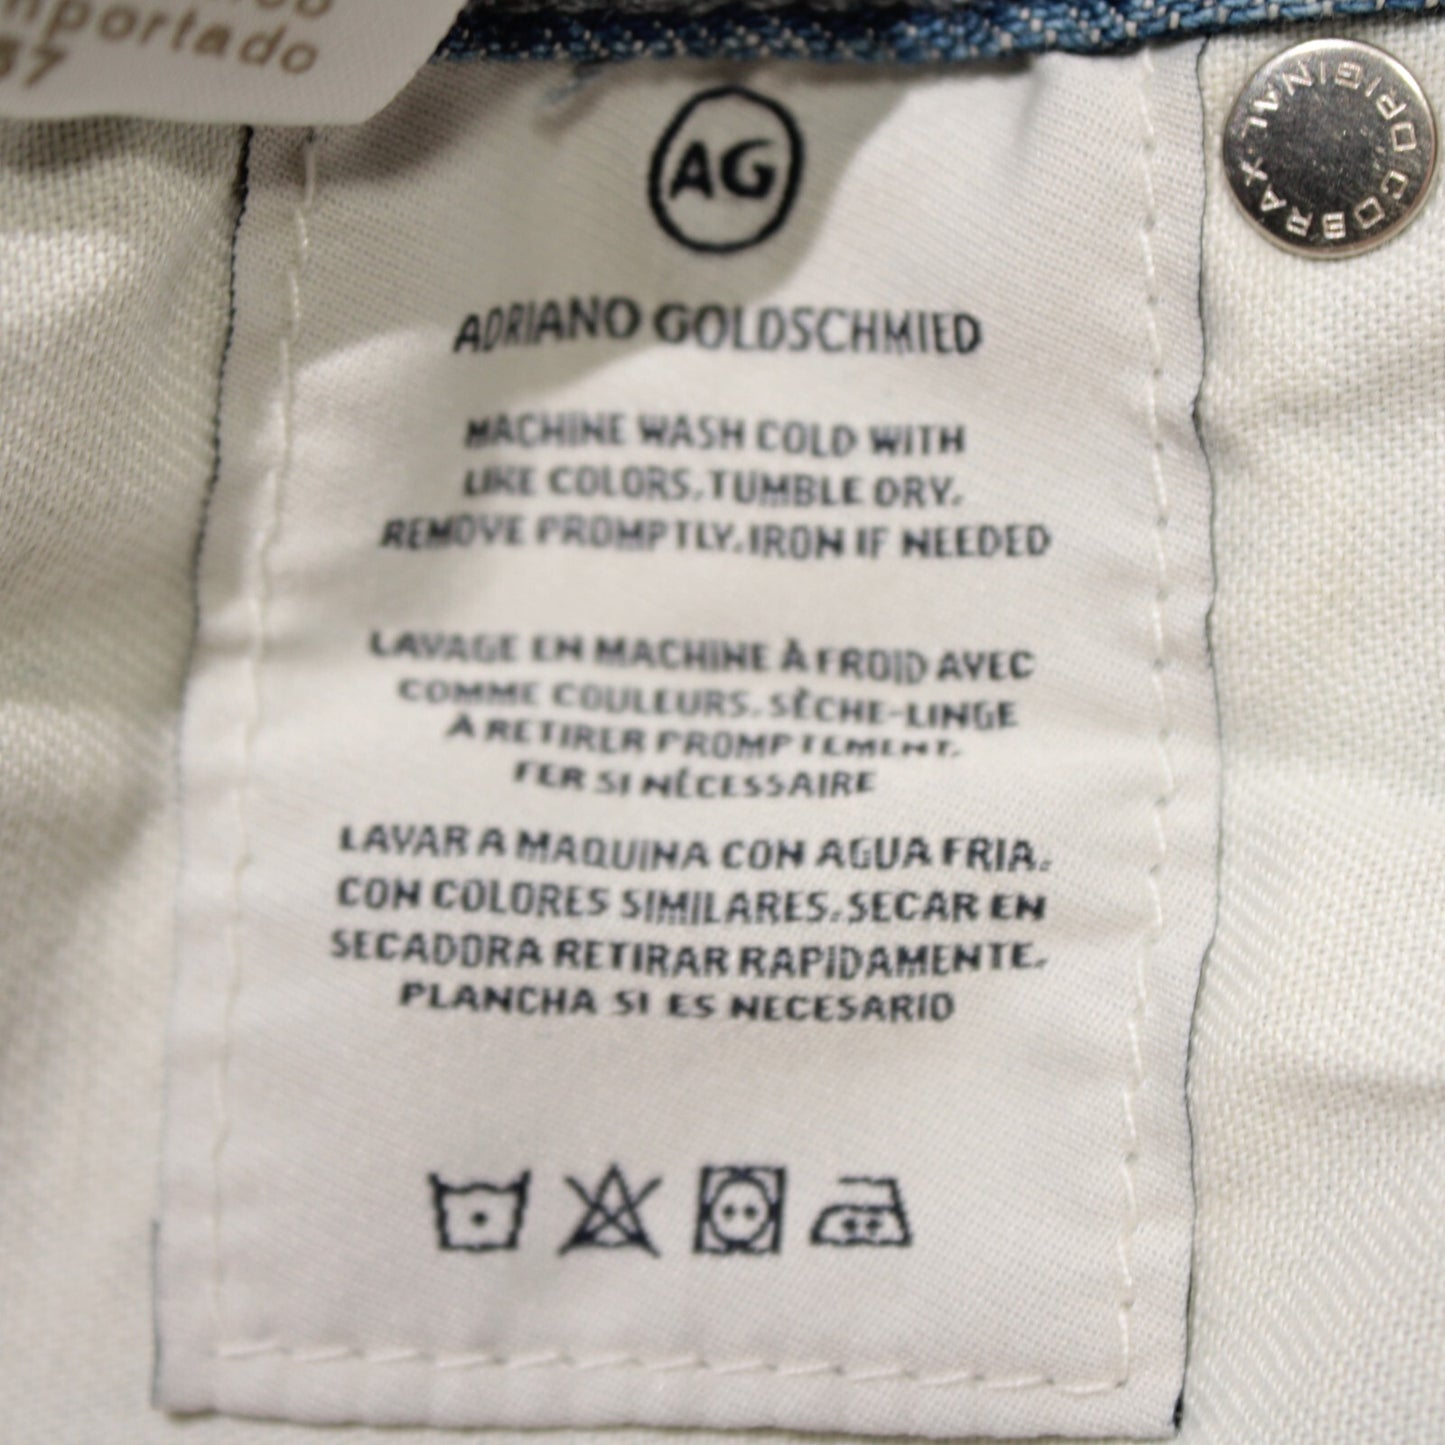 mportado
37
AG
ADRIANO GOLDSCHMIED
MACHINE WASH COLD WITH
LIKE COLORS. TUMBLE DRY.
REMOVE PROMPTLY. IRON IF NEEDED
LAVAGE EN MACHINE À FROID AVEC
COMME COULEURS. SÈCHE-LINGE
À RETIRER PROMPTEMENT.
FER SI NÉCESSAIRE
LAVAR A MAQUINA CON AGUA FRIA.
CON COLORES SIMILARES. SECAR EN
SECADORA RETIRAR RAPIDAMENTE.
PLANCHA SI ES NECESARIO
COBRAX · ORIGINAL ·